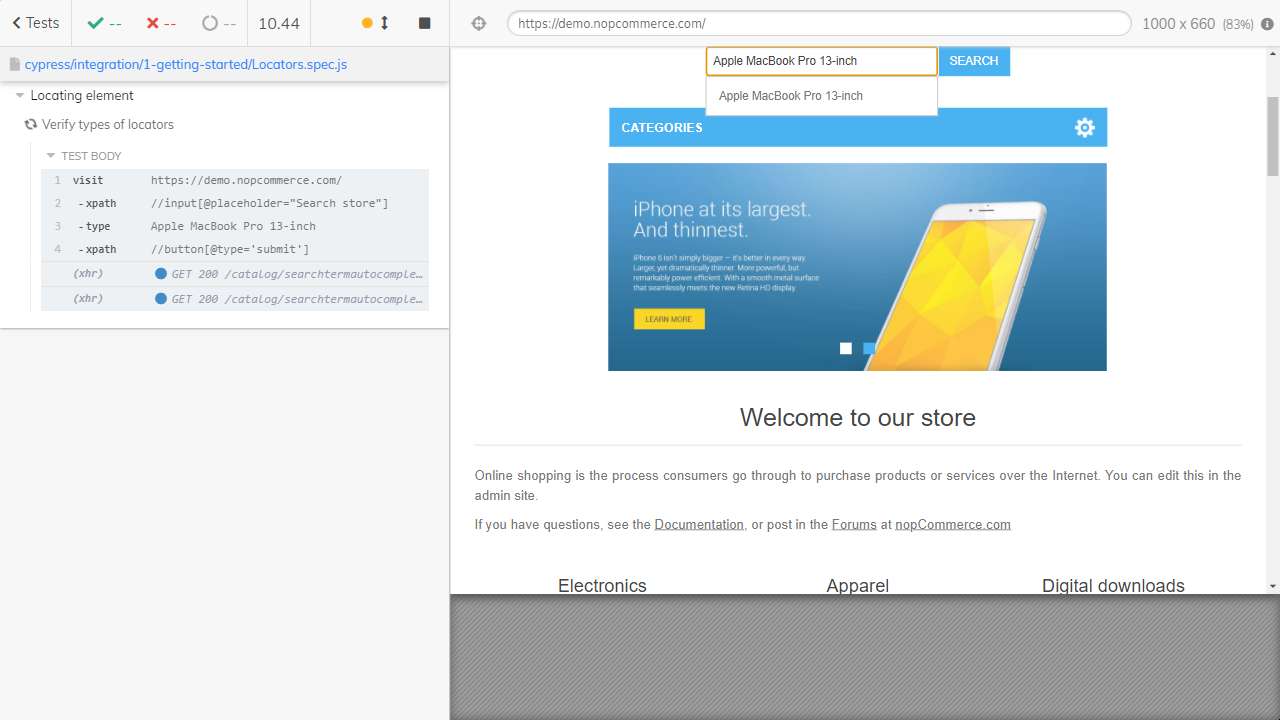 Tests
--
--
--
10.44
https://demo.nopcommerce.com/
1000 x 660 (83%)
cypress/integration/1-getting-started/Locators.spec.js
Locating element
Verify types of locators
TEST BODY
1 visit https://demo.nopcommerce.com/
2 -xpath //input[@placeholder="Search store"]
3 -type Apple MacBook Pro 13-inch
4 -xpath //button[@type='submit']
(xhr) GET 200 /catalog/searchtermautocomple…
(xhr) GET 200 /catalog/searchtermautocomple…
Apple MacBook Pro 13-inch
SEARCH
Apple MacBook Pro 13-inch
CATEGORIES
iPhone at its largest.
And thinnest.
iPhone 6 isn't simply bigger – it's better in every way.
Larger, yet dramatically thinner. More powerful, but
remarkably power efficient. With a smooth metal surface
that seamlessly meets the new Retina HD display.
LEARN MORE
Welcome to our store
Online shopping is the process consumers go through to purchase products or services over the Internet. You can edit this in the
admin site.
If you have questions, see the Documentation, or post in the Forums at nopCommerce.com
Electronics
Apparel
Digital downloads